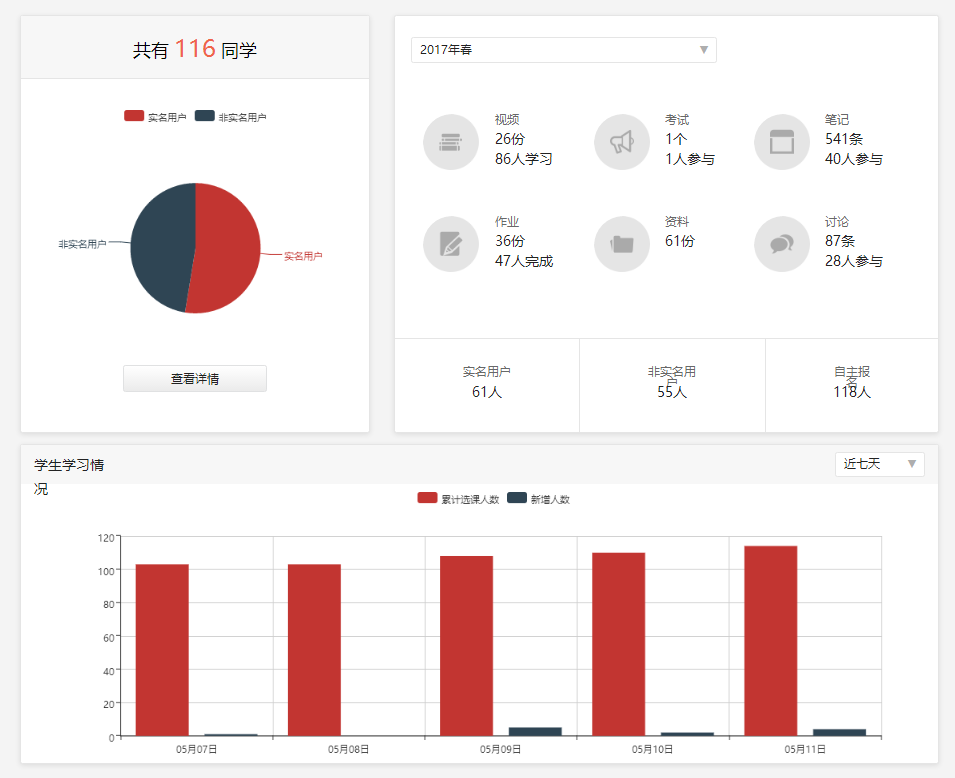 共有 116 同学
实名用户 非实名用户
非实名用户
实名用户
查看详情
2017年春
视频
26份
86人学习
考试
1个
1人参与
笔记
541条
40人参与
作业
36份
47人完成
资料
61份
讨论
87条
28人参与
实名用户
61人
非实名用
户
55人
自主报
名
118人
学生学习情
况
近七天
累计选课人数 新增人数
120
100
80
60
40
20
0
05月07日 05月08日 05月09日 05月10日 05月11日